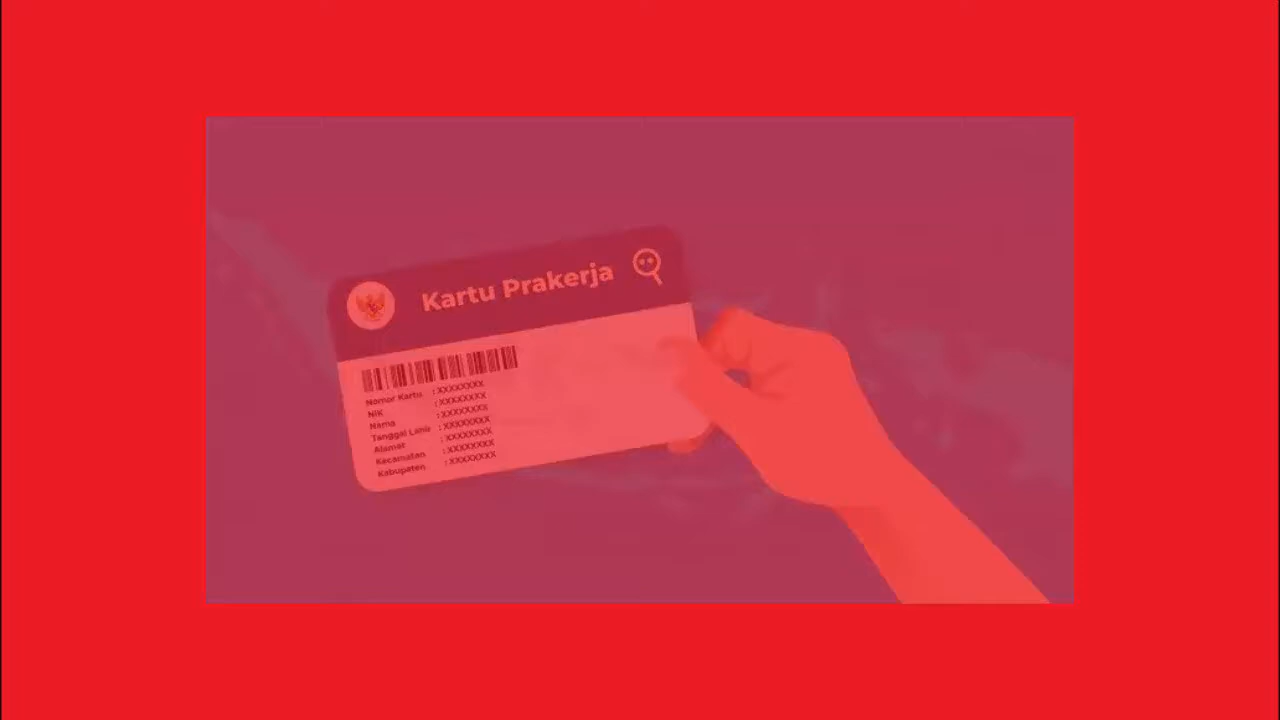 Kartu Prakerja
Nomor Kartu : XXXXXXXX
NIK : XXXXXXXX
Nama : XXXXXXXX
Tanggal Lahir : XXXXXXXX
Alamat : XXXXXXXX
Kecamatan : XXXXXXXX
Kabupaten : XXXXXXXX